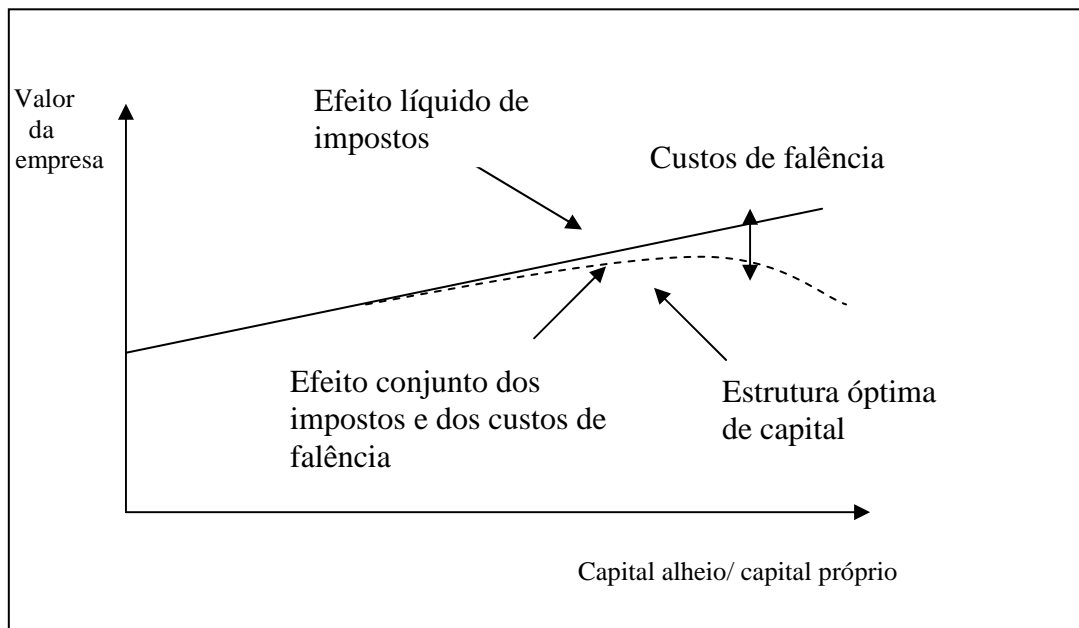 Valor
da
empresa
Efeito líquido de
impostos
Custos de falência
Efeito conjunto dos
impostos e dos custos de
falência
Estrutura óptima
de capital
Capital alheio/ capital próprio